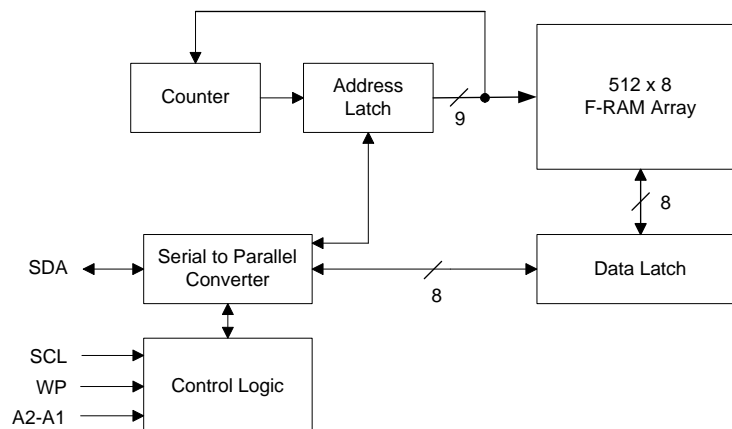 Counter
Address
Latch
9
512 x 8
F-RAM Array
8
SDA
Serial to Parallel
Converter
8
Data Latch
SCL
WP
A2-A1
Control Logic